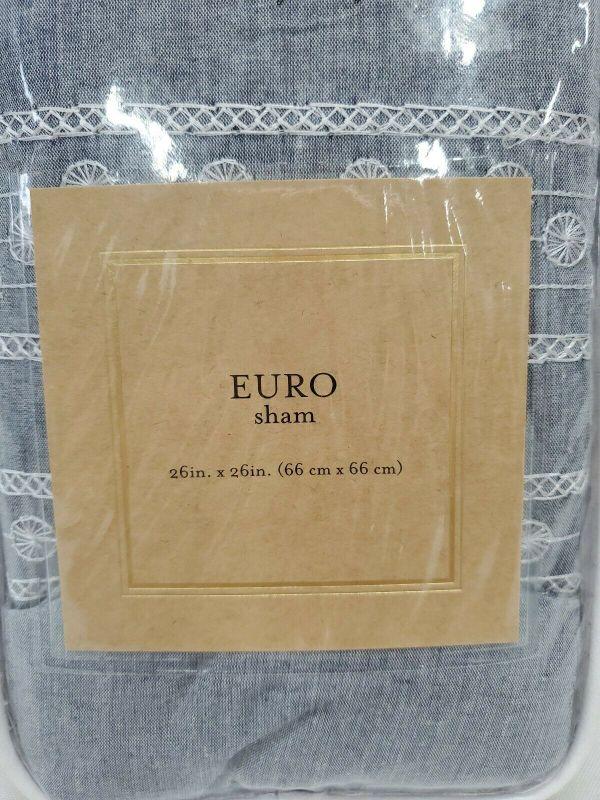 EURO
sham
26in. x 26in. (66 cm x 66 cm)